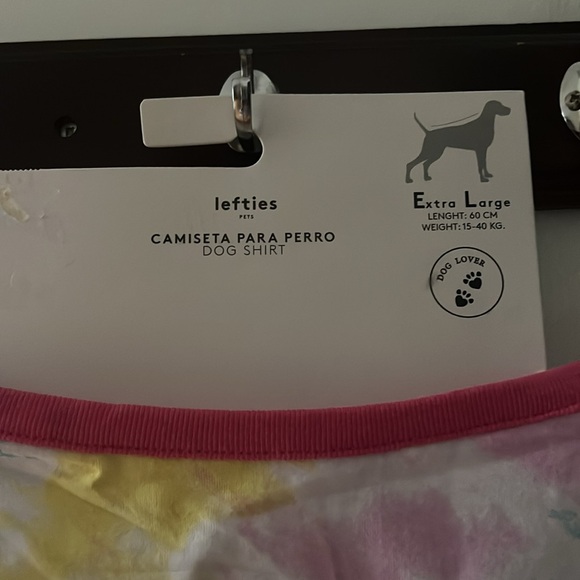 lefties
PETS
CAMISETA PARA PERRO
DOG SHIRT
Extra Large
LENGHT: 60 CM
WEIGHT: 15-40 KG.
DOG LOVER